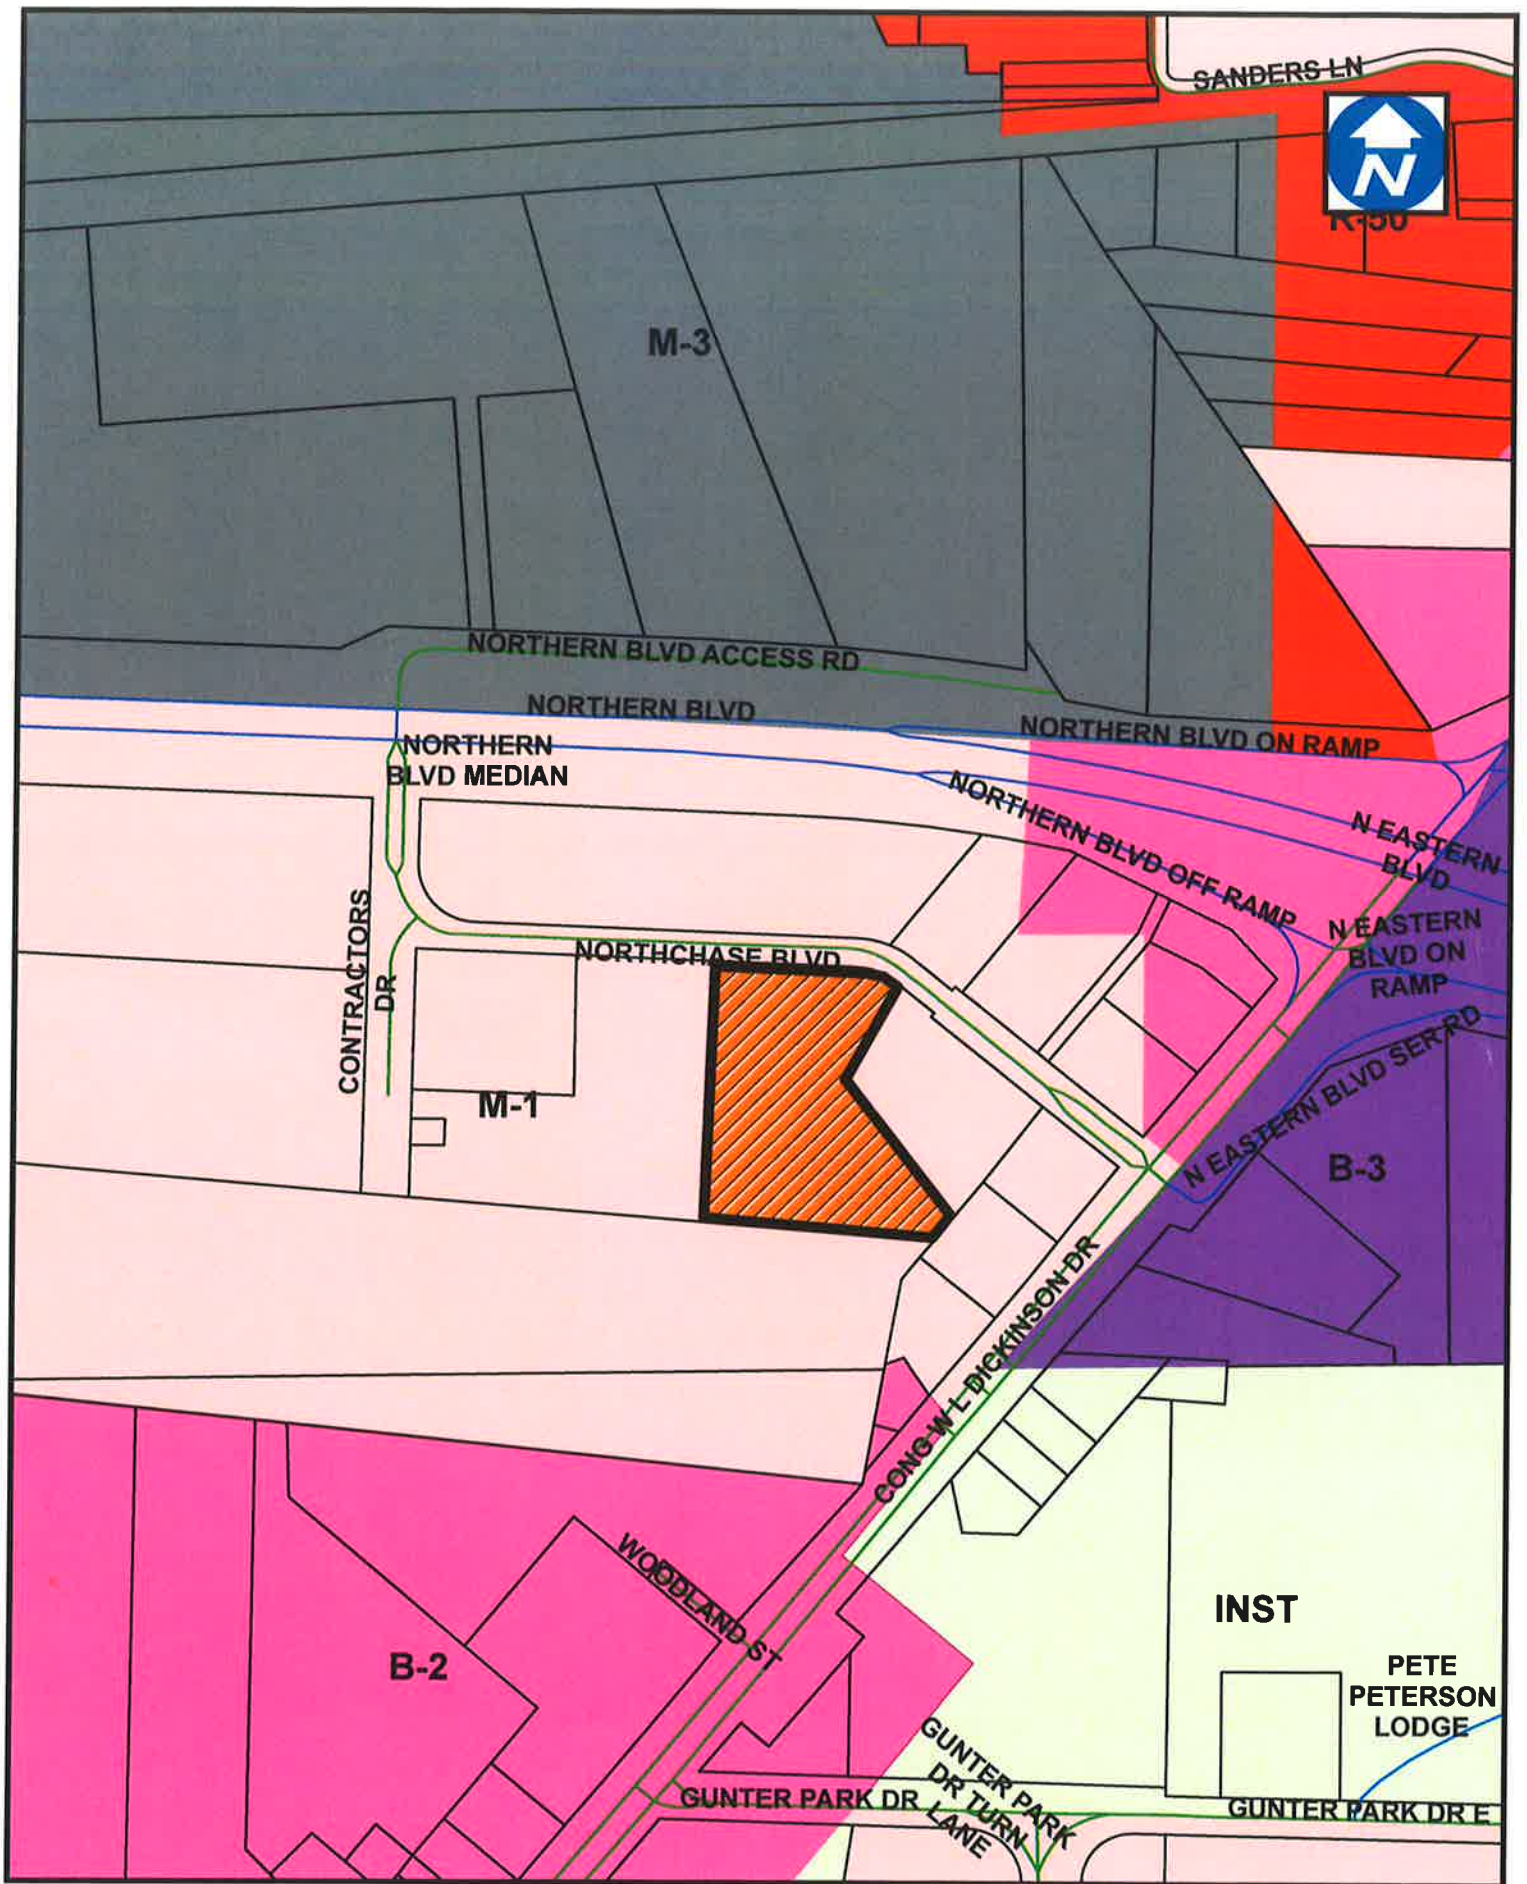 SANDERS LN
N
R-50
M-3
NORTHERN BLVD ACCESS RD
NORTHERN BLVD
NORTHERN BLVD ON RAMP
NORTHERN
BLVD MEDIAN
NORTHERN BLVD OFF RAMP
N EASTERN
BLVD
N EASTERN
BLVD ON
RAMP
CONTRACTORS
DR
NORTHCHASE BLVD
N EASTERN BLVD SER RD
M-1
B-3
CONG W L DICKINSON DR
WOODLAND ST
INST
B-2
PETE
PETERSON
LODGE
GUNTER PARK
DR TURN
LANE
GUNTER PARK DR
GUNTER PARK DR E